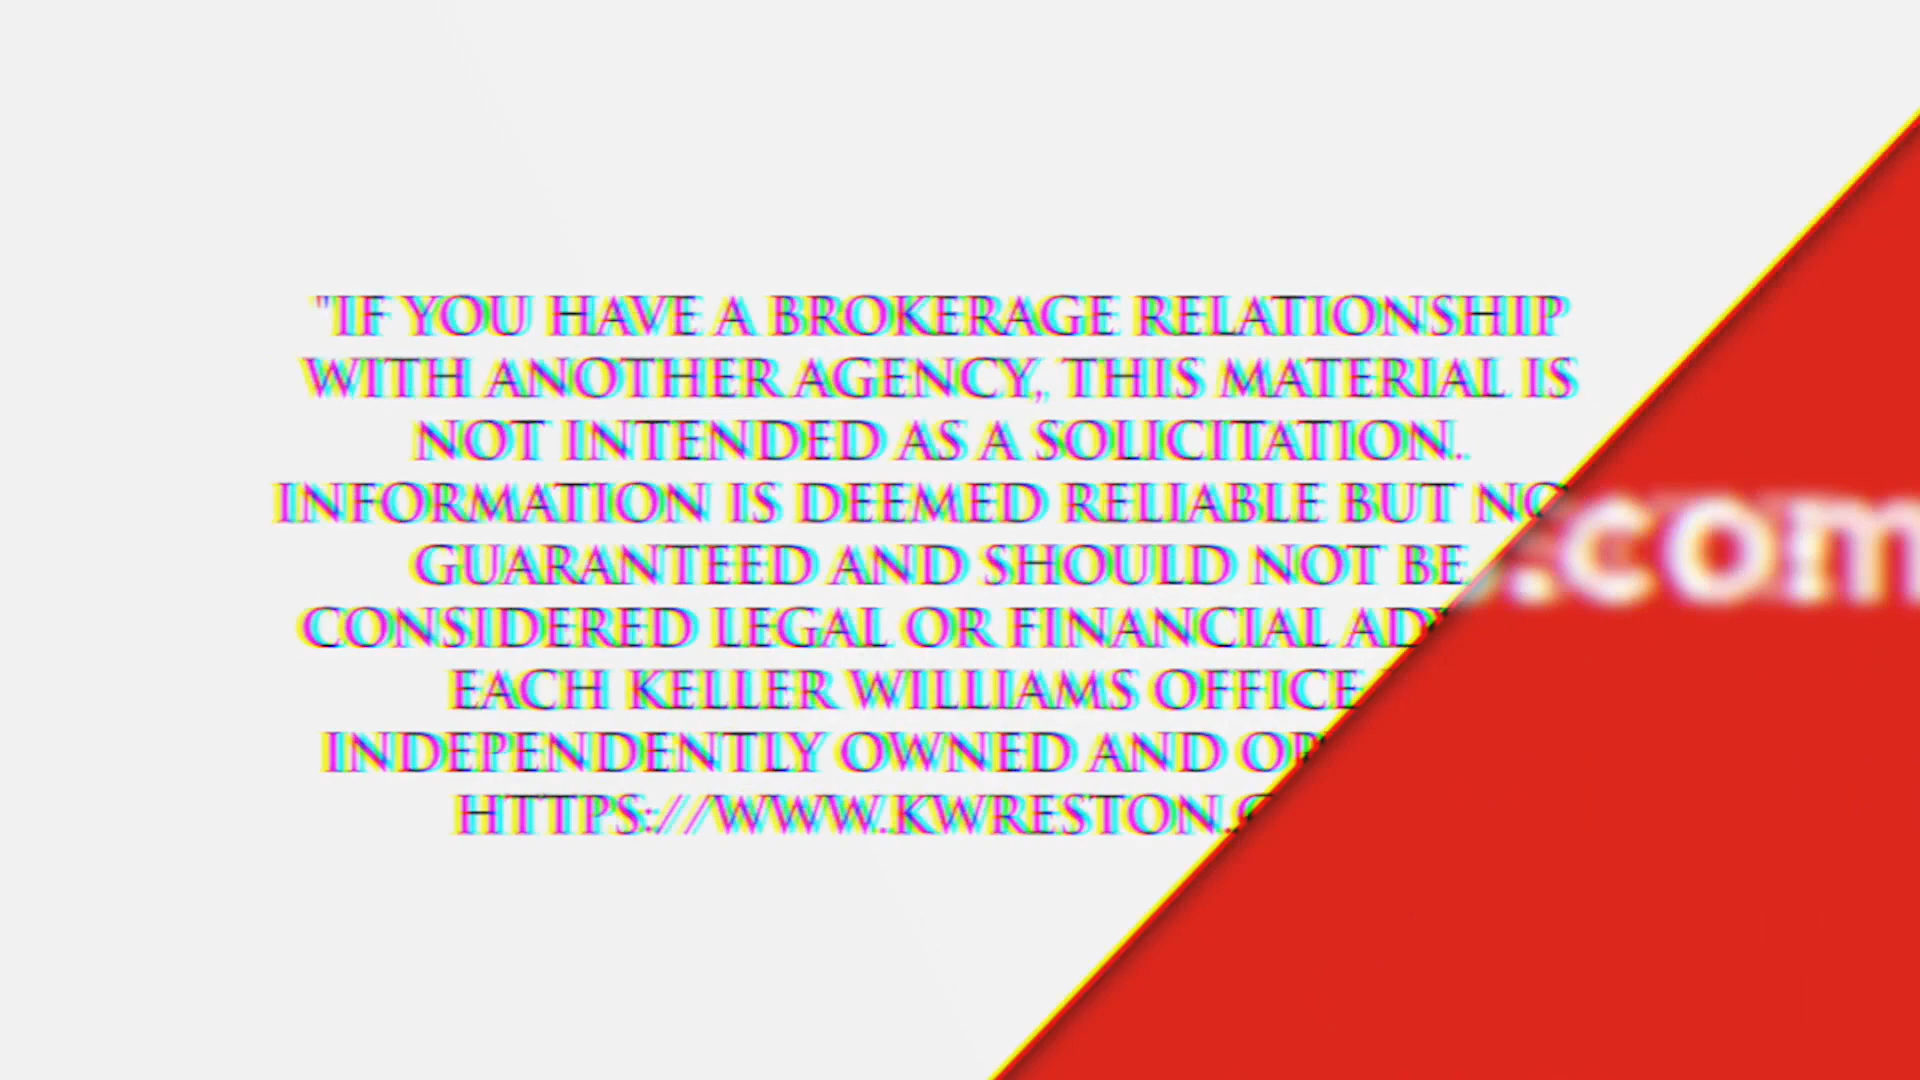 "IF YOU HAVE A BROKERAGE RELATIONSHIP
WITH ANOTHER AGENCY, THIS MATERIAL IS
NOT INTENDED AS A SOLICITATION.
INFORMATION IS DEEMED RELIABLE BUT
GUARANTEED AND SHOULD NOT BE
CONSIDERED LEGAL OR FINANCIAL
EACH KELLER WILLIAMS OFFICE
INDEPENDENTLY OWNED AND
HTTPS://WWW.KWRESTON.
.com